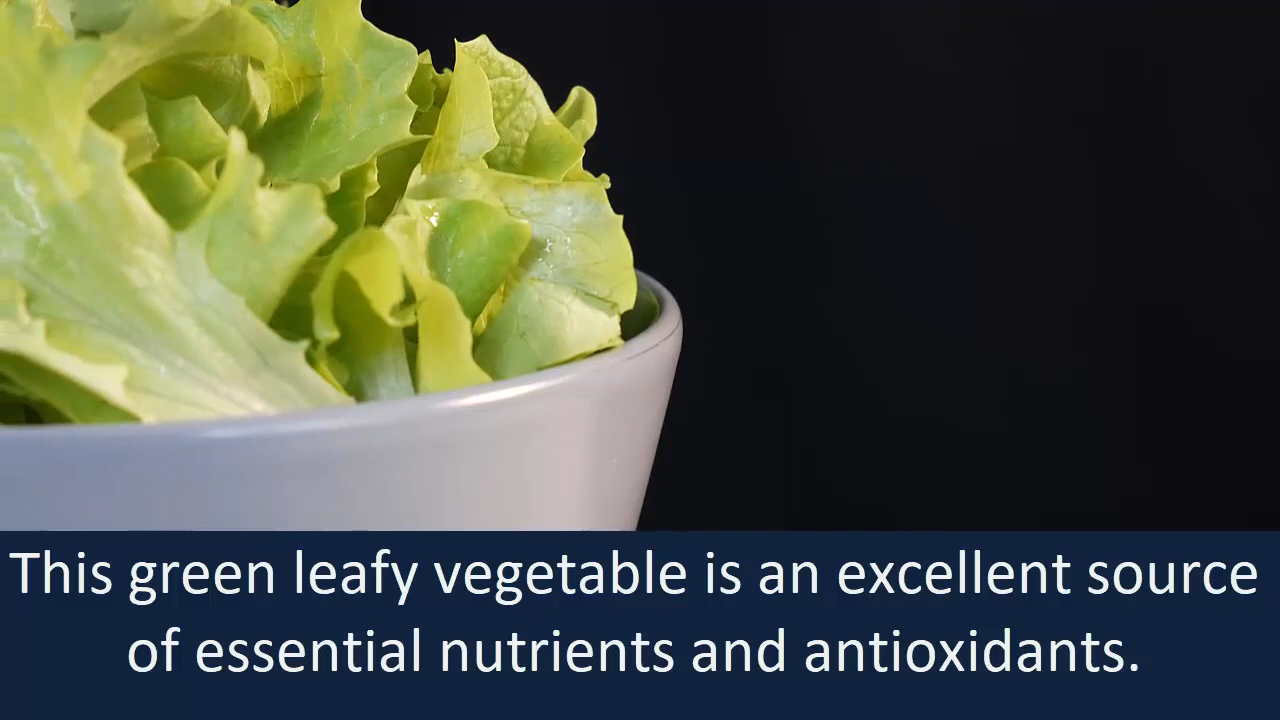 This green leafy vegetable is an excellent source
of essential nutrients and antioxidants.